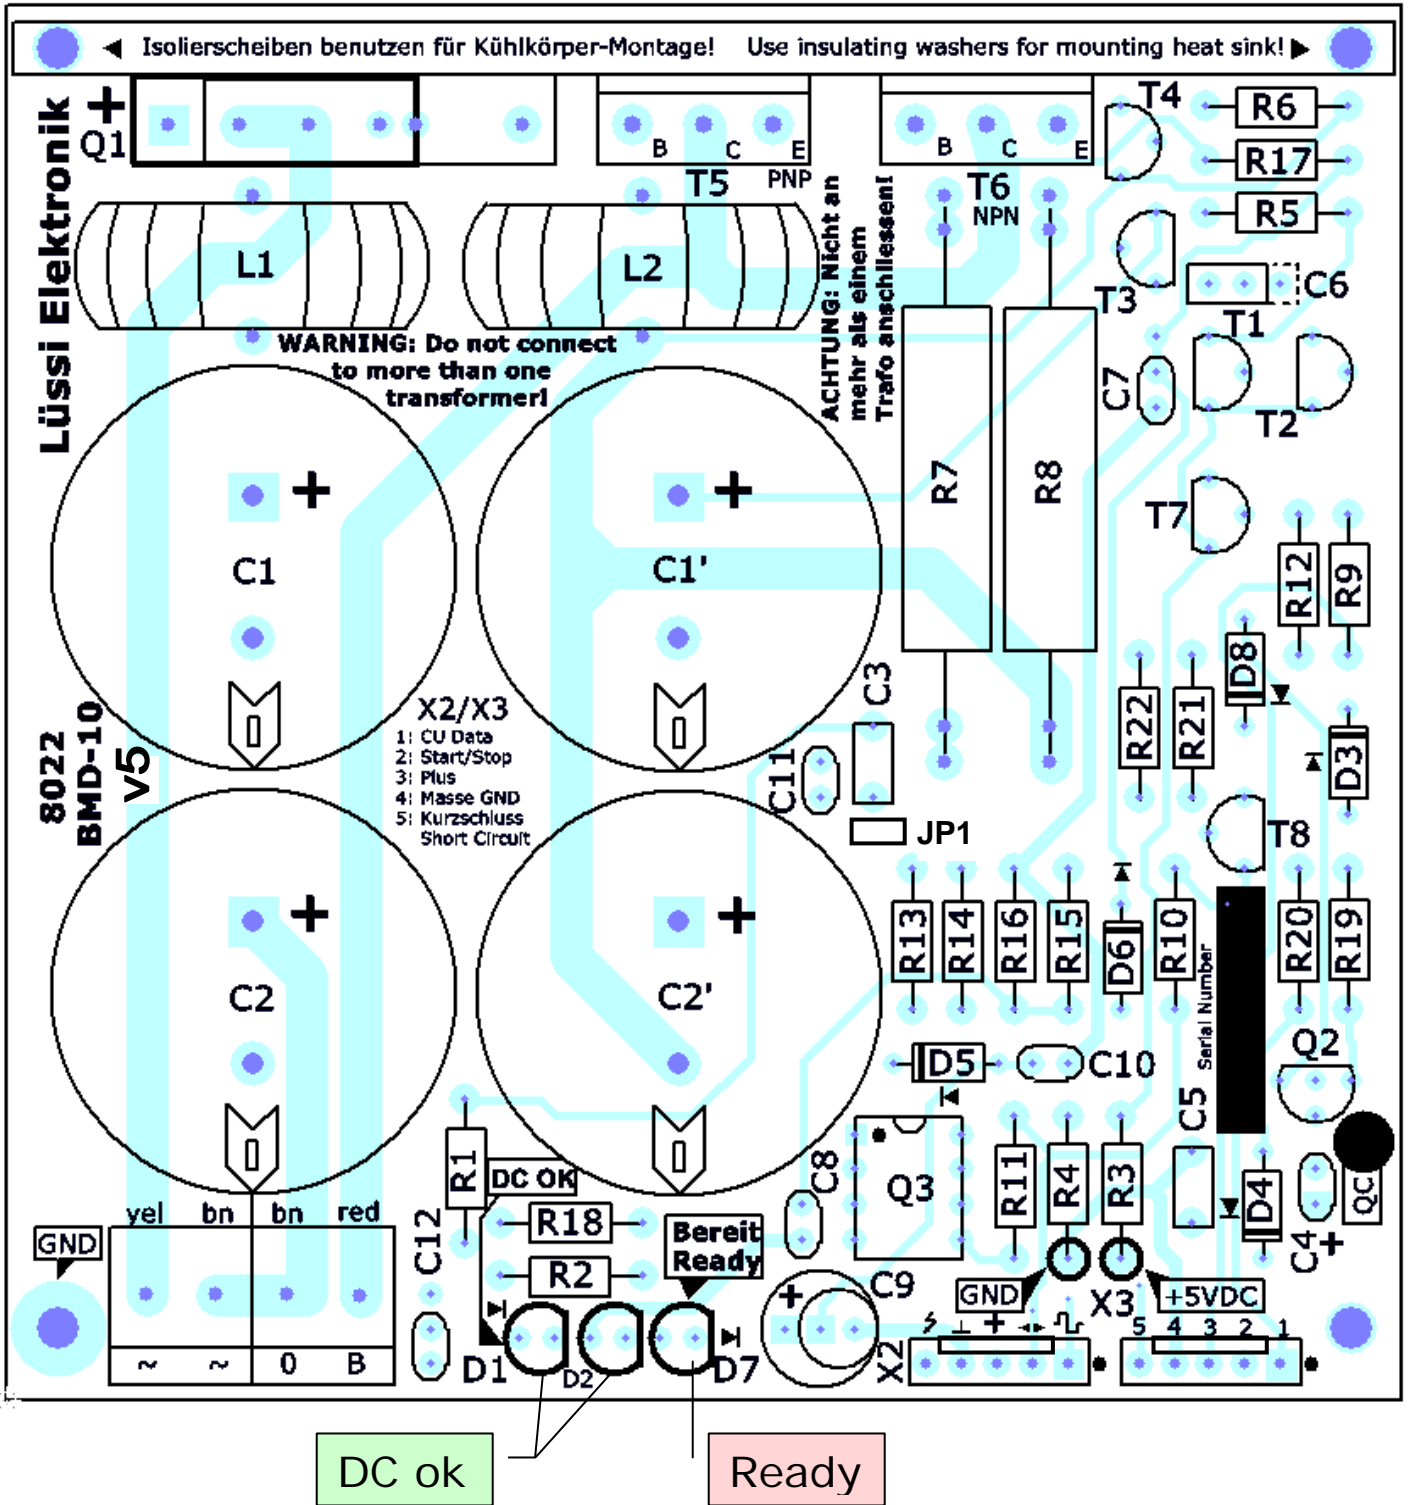 Isolierscheiben benutzen für Kühlkörper-Montage! Use insulating washers for mounting heat sink!
+
Q1
B C E
T5 PNP
B C E
T6
NPN
T4
R6
R17
R5
T3
C6
T1
T2
C7
T7
Lüssi Elektronik
L1
L2
WARNING: Do not connect
to more than one
transformer!
ACHTUNG: Nicht an
mehr als einem
Trafo anschliessen!
R7
R8
C1
+
C1'
+
R12
R9
D8
R22
R21
D3
T8
8022
BMD-10
v5
X2/X3
1: CU Data
2: Start/Stop
3: Plus
4: Masse GND
5: Kurzschluss
Short Circuit
C3
C11
JP1
C2
+
C2'
+
R13
R14
R16
R15
D6
R10
Serial Number
R20
R19
D5
C10
Q2
C5
QC
R1
DC OK
R18
R2
Bereit
Ready
C8
Q3
R11
R4
R3
D4
C4
+
yel bn bn red
GND
~ ~ 0 B
C12
D1
D2
D7
+
C9
GND
X3
+5VDC
X2
⊥ +
5 4 3 2 1
DC ok
Ready